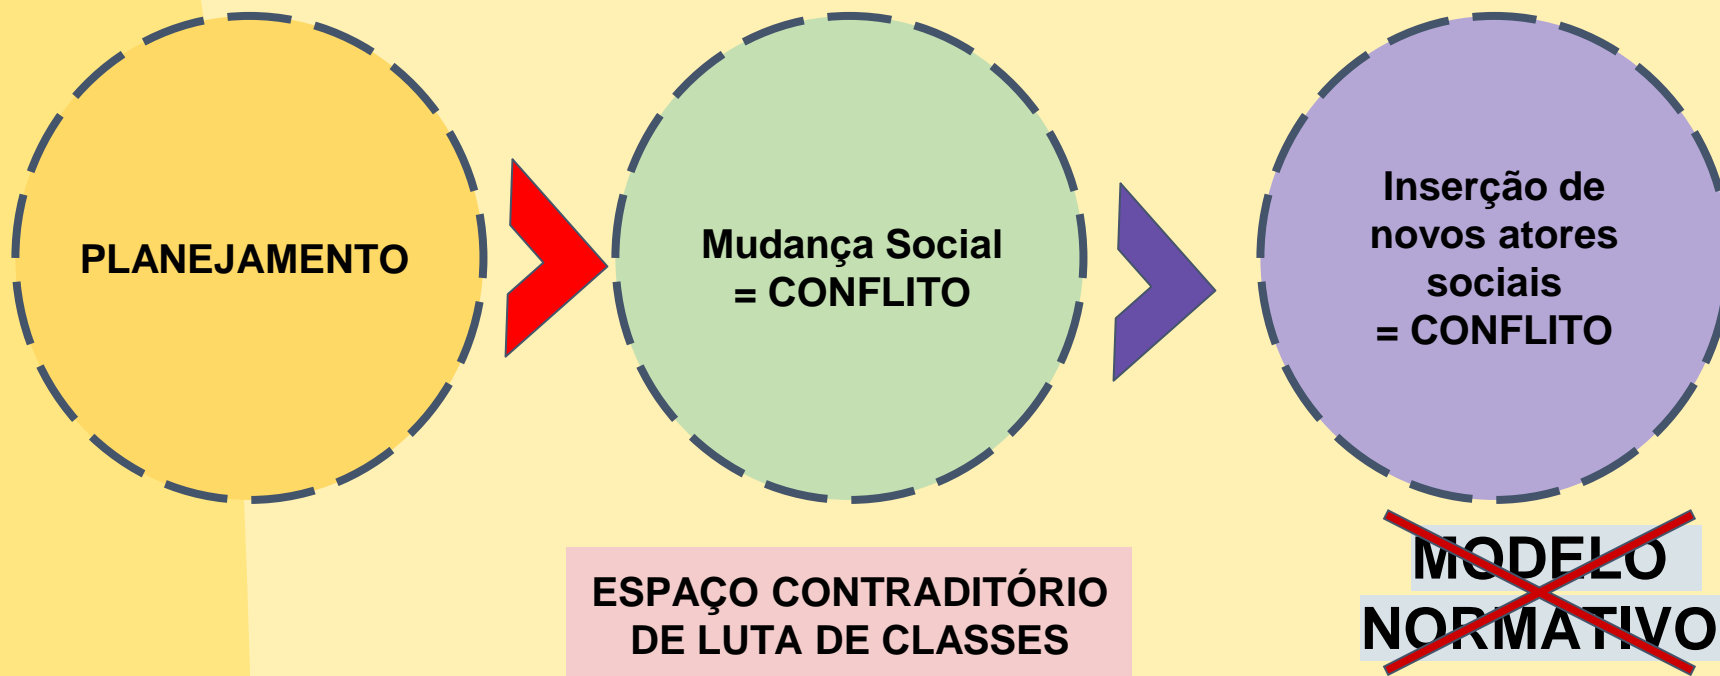 PLANEJAMENTO
Mudança Social
= CONFLITO
Inserção de
novos atores
sociais
= CONFLITO
ESPAÇO CONTRADITÓRIO
DE LUTA DE CLASSES
MODELO
NORMATIVO